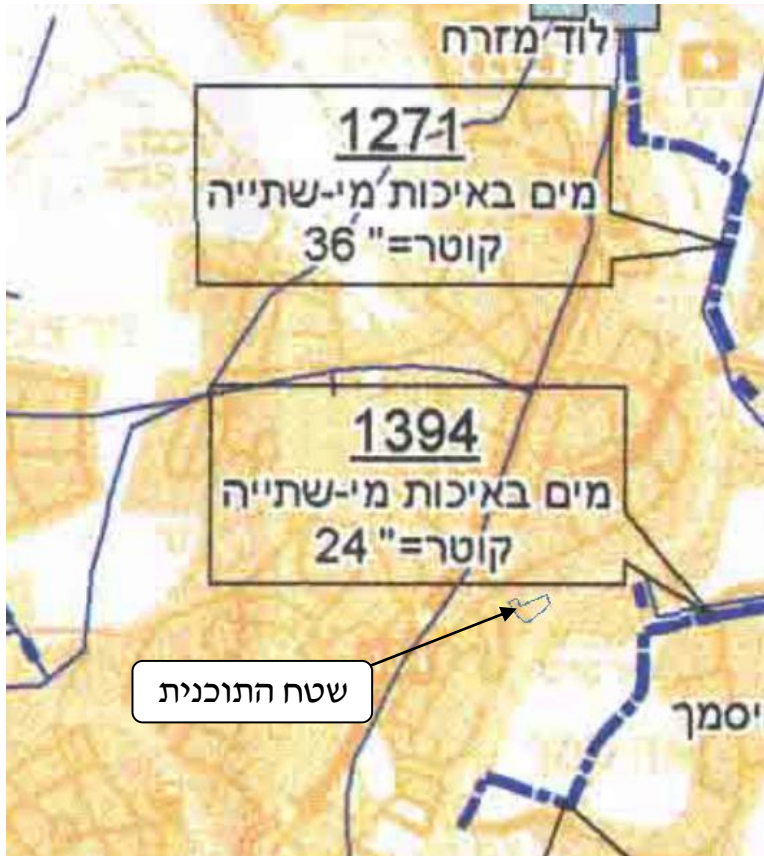 לוד מזרח
1271
מים באיכות מי-שתייה
קוטר="36
1394
מים באיכות מי-שתייה
קוטר="24
שטח התוכנית
יסמך